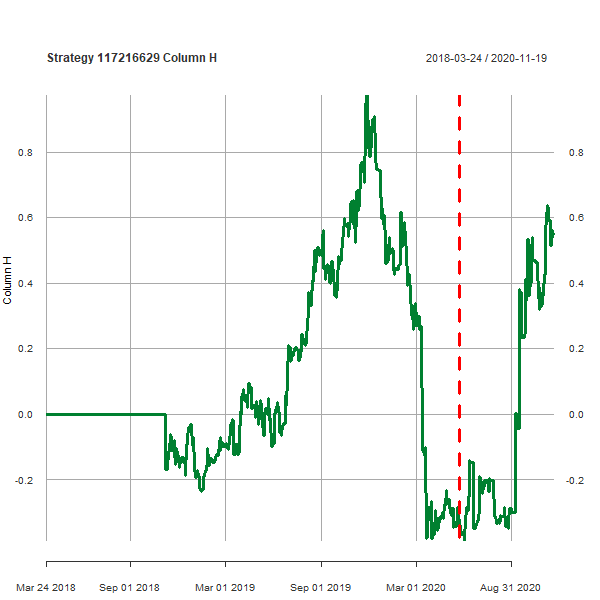 Strategy 117216629 Column H
2018-03-24 / 2020-11-19
Column H
0.8
0.6
0.4
0.2
0.0
-0.2
0.8
0.6
0.4
0.2
0.0
-0.2
Mar 24 2018
Sep 01 2018
Mar 01 2019
Sep 01 2019
Mar 01 2020
Aug 31 2020